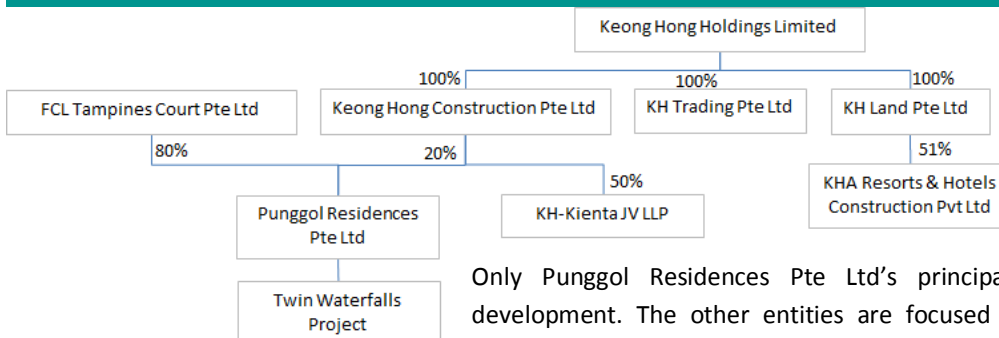 Keong Hong Holdings Limited
100%
100%
100%
FCL Tampines Court Pte Ltd
Keong Hong Construction Pte Ltd
KH Trading Pte Ltd
KH Land Pte Ltd
80%
20%
51%
50%
Punggol Residences
Pte Ltd
KH-Kienta JV LLP
KHA Resorts & Hotels
Construction Pvt Ltd
Twin Waterfalls
Project
Only Punggol Residences Pte Ltd’s principa
development. The other entities are focused